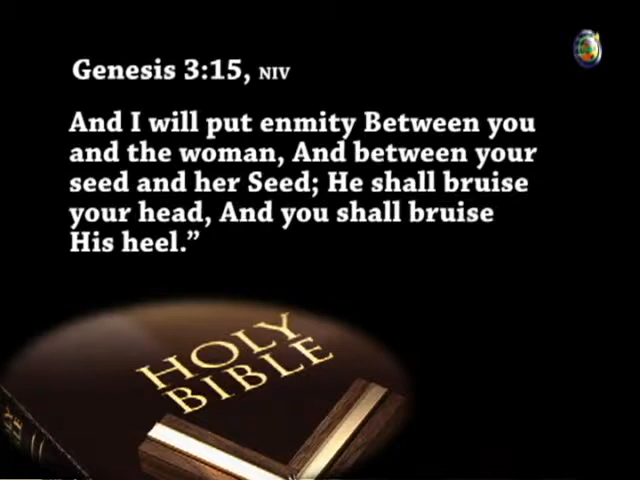 Genesis 3:15, NIV
And I will put enmity Between you
and the woman, And between your
seed and her Seed; He shall bruise
your head, And you shall bruise
His heel.”
HOLY
BIBLE